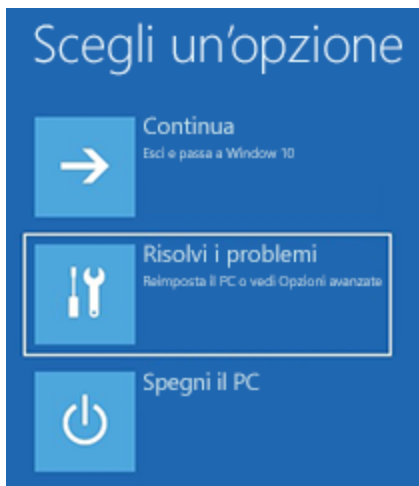 Scegli un'opzione
Continua
Esci e passa a Window 10
Risolvi i problemi
Reimposta il PC o vedi Opzioni avanzate
Spegni il PC